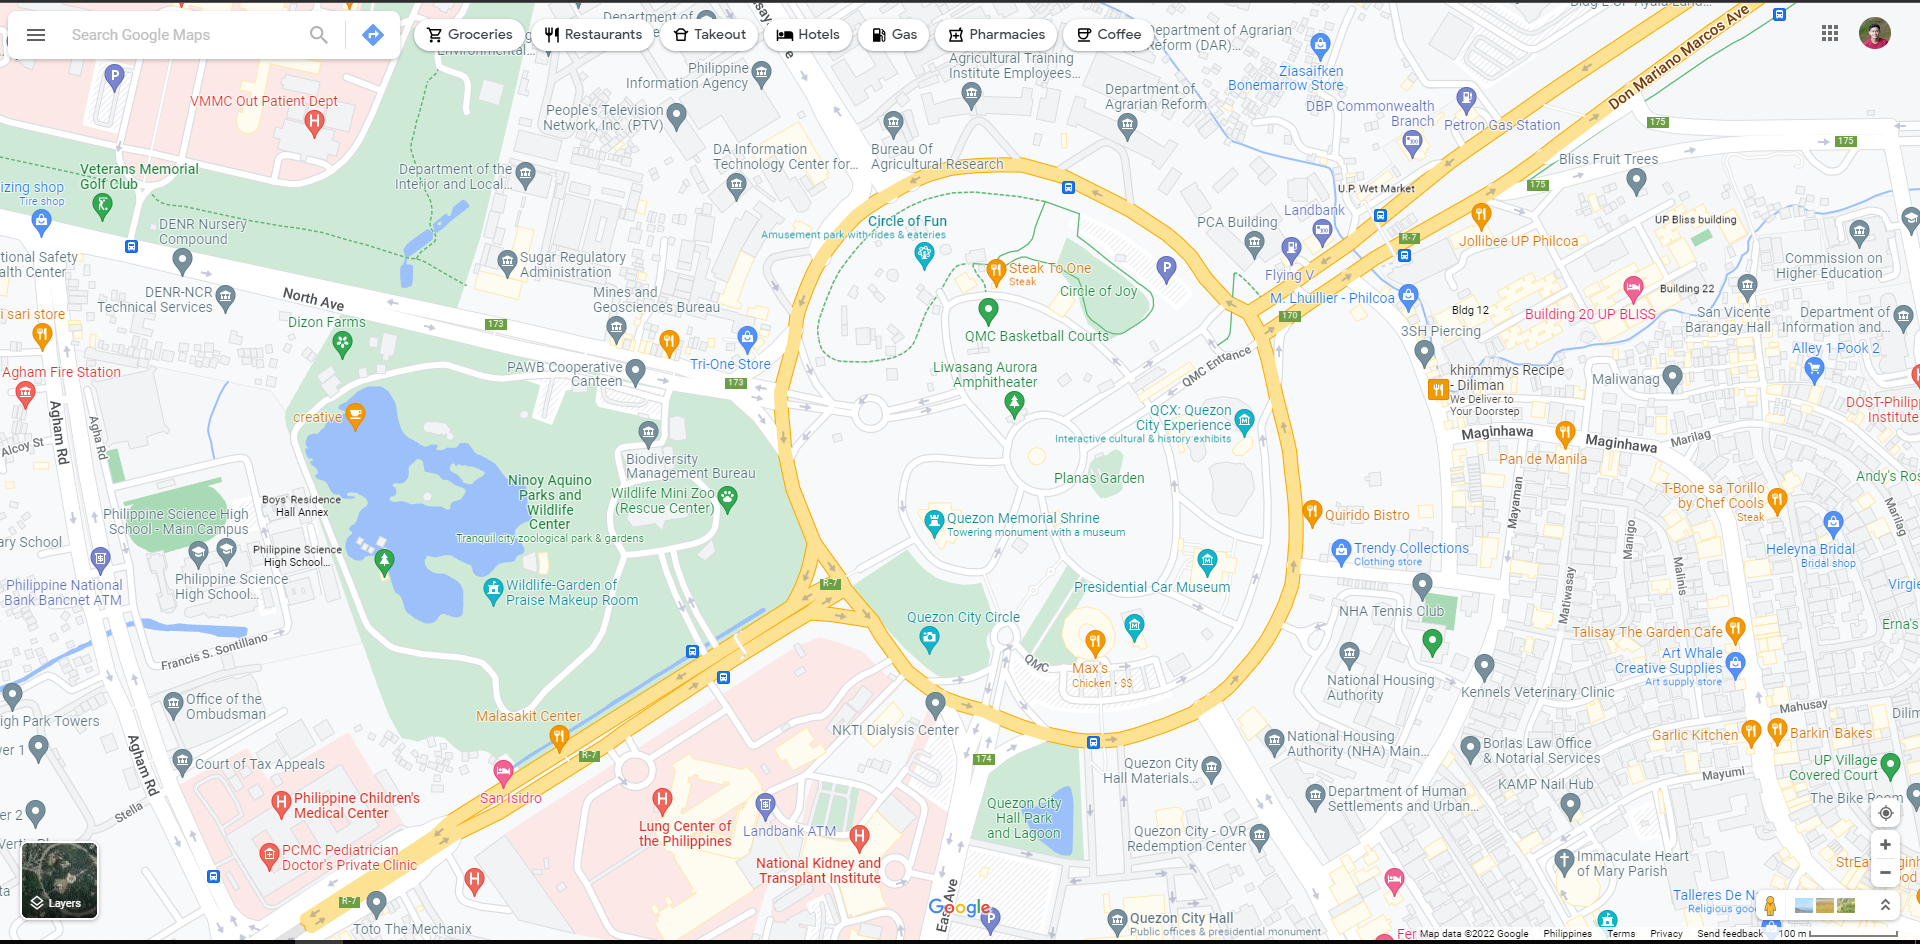 Search Google Maps
Groceries
Restaurants
Takeout
Hotels
Gas
Pharmacies
Coffee
Department of
Philippine
Information Agency
People's Television
Network, Inc. (PTV)
VMMC Out Patient Dept
Agricultural Training
Institute Employees...
Department of Agrarian
Reform (DAR)...
Ziasaifken
Bonemarrow Store
Department of
Agrarian Reform
DBP Commonwealth
Branch
Petron Gas Station
Don Mariano Marcos Ave
175
175
175
Veterans Memorial
Golf Club
Department of the
Interior and Local...
DA Information
Technology Center for...
Bureau Of
Agricultural Research
Bliss Fruit Trees
U.P. Wet Market
izing shop
Tire shop
Circle of Fun
Amusement park with rides & eateries
PCA Building
Landbank
R-7
Jollibee UP Philcoa
UP Bliss building
DENR Nursery
Compound
tional Safety
alth Center
Sugar Regulatory
Administration
Steak To One
Steak
Circle of Joy
Flying V
M. Lhuillier - Philcoa
Commission on
Higher Education
DENR-NCR
Technical Services
North Ave
173
Mines and
Geosciences Bureau
170
Bldg 12
Building 22
Building 20 UP BLISS
San Vicente
Barangay Hall
Department of
Information and...
i sari store
Dizon Farms
QMC Basketball Courts
3SH Piercing
Alley 1 Pook 2
Tri-One Store
PAWB Cooperative
Canteen
173
Liwasang Aurora
Amphitheater
QMC Entrance
khimmmys Recipe
- Diliman
We Deliver to
Your Doorstep
Maliwanag
Agham Fire Station
Agham Rd
Agha Rd
Alcoy St
creative
QCX: Quezon
City Experience
Interactive cultural & history exhibits
DOST-Philipp
Institute
Maginhawa
Maginhawa
Marilag
Biodiversity
Management Bureau
Pan de Manila
Planas Garden
Andy's Ros
Ninoy Aquino
Parks and
Wildlife
Center
Tranquil city zoological park & gardens
Wildlife Mini Zoo
(Rescue Center)
Boys' Residence
Hall Annex
Philippine Science High
School - Main Campus
T-Bone sa Torillo
by Chef Cools
Steak
Mayaman
Marilag
Quezon Memorial Shrine
Towering monument with a museum
Quirido Bistro
Manigo
ary School
Philippine Science
High School...
Trendy Collections
Clothing store
Heleyna Bridal
Bridal shop
Philippine National
Bank Bancnet ATM
Philippine Science
High School...
Wildlife-Garden of
Praise Makeup Room
R-7
Presidential Car Museum
Matiwasay
Malinis
Virgie
NHA Tennis Club
Quezon City Circle
Erna's
Talisay The Garden Cafe
Francis S. Sontillano
Art Whale
Creative Supplies
Art supply store
QMC
Max's
Chicken · $$
National Housing
Authority
Kennels Veterinary Clinic
Office of the
Ombudsman
igh Park Towers
Malasakit Center
NKTI Dialysis Center
Mahusay
Garlic Kitchen
Barkin' Bakes
Agham Rd
R-7
174
National Housing
Authority (NHA) Main...
Borlas Law Office
& Notarial Services
Court of Tax Appeals
Quezon City
Hall Materials...
KAMP Nail Hub
Mayumi
UP Village
Covered Court
San Isidro
Department of Human
Settlements and Urban...
The Bike Room
Stella
Philippine Children's
Medical Center
Quezon City
Hall Park
and Lagoon
Lung Center of
the Philippines
Landbank ATM
Quezon City - OVR
Redemption Center
PCMC Pediatrician
Doctor's Private Clinic
National Kidney and
Transplant Institute
Immaculate Heart
of Mary Parish
Layers
R-7
Toto The Mechanix
East Ave
Google
Quezon City Hall
Public offices & presidential monument
Talleres De N
Religious goo
Map data ©2022 Google
Philippines
Terms
Privacy
Send feedback
100 m